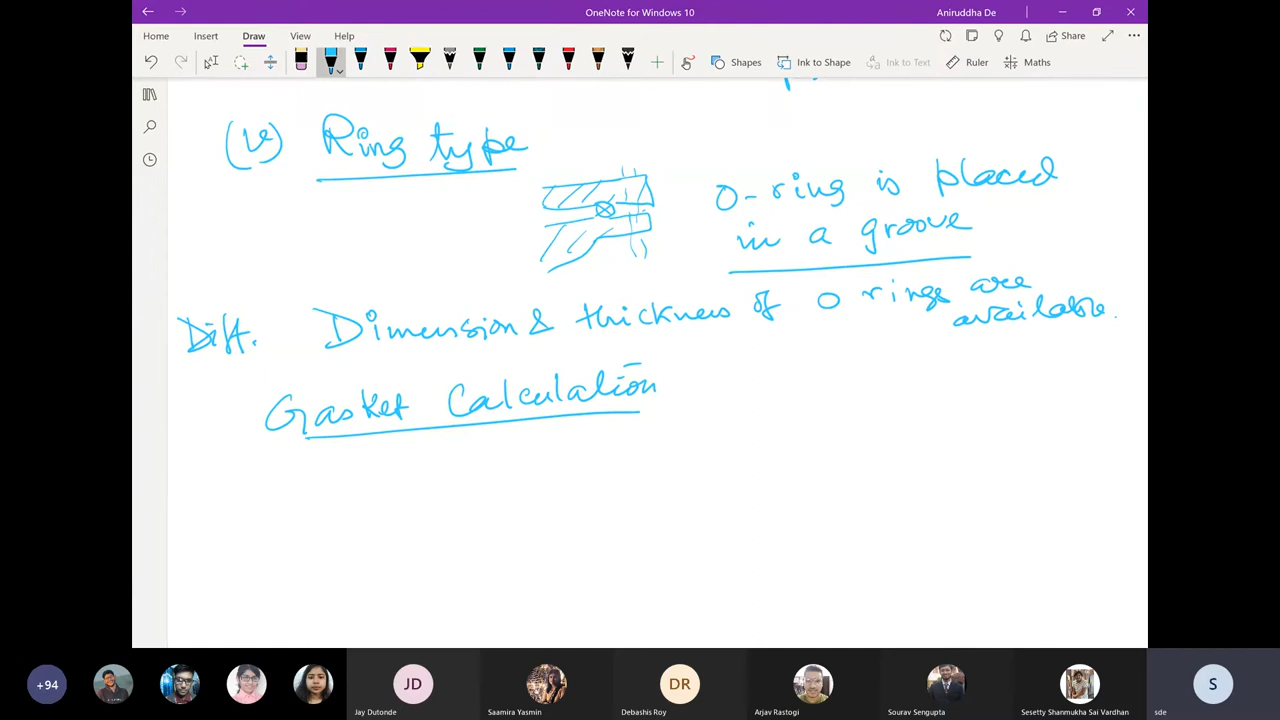 OneNote for Windows 10
Aniruddha De
Home Insert Draw View Help
Share
Shapes Ink to Shape Ink to Text Ruler Maths
(v) Ring type
O-ring is placed
in a groove
Diff. Dimension & thickness of O rings are
available.
Gasket Calculation
+94
JD
DR
S
Jay Dutonde
Saamira Yasmin
Debashis Roy
Arjav Rastogi
Sourav Sengupta
Sesetty Shanmukha Sai Vardhan
sde